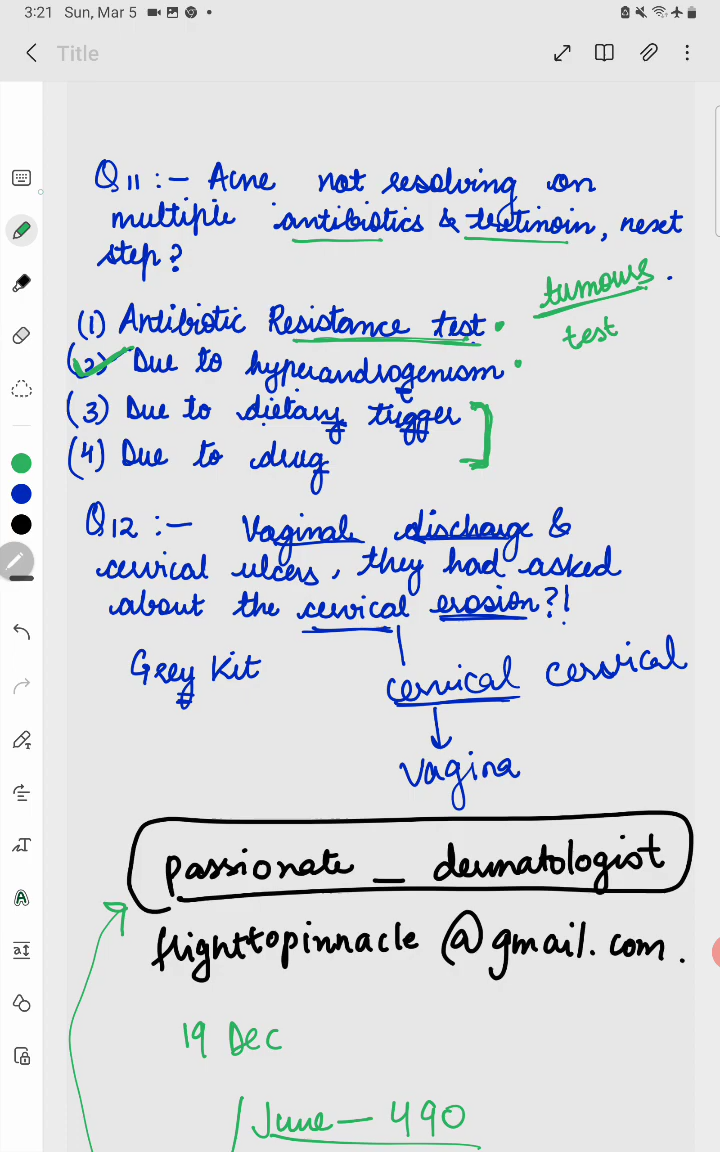 3:21 Sun, Mar 5
Title
Q11 :- Acne not resolving on
multiple antibiotics & tretinoin, next
step?
(1) Antibiotic Resistance test
tumours
test
(2) Due to hyperandrogenism
(3) Due to dietary trigger
(4) Due to drug
Q12 :- Vaginal discharge &
cervical ulcers, they had asked
about the cervical erosion?!
Grey Kit
cervical cervical
Vagina
passionate _ dermatologist
flighttopinnacle @gmail.com.
19 Dec
June - 490